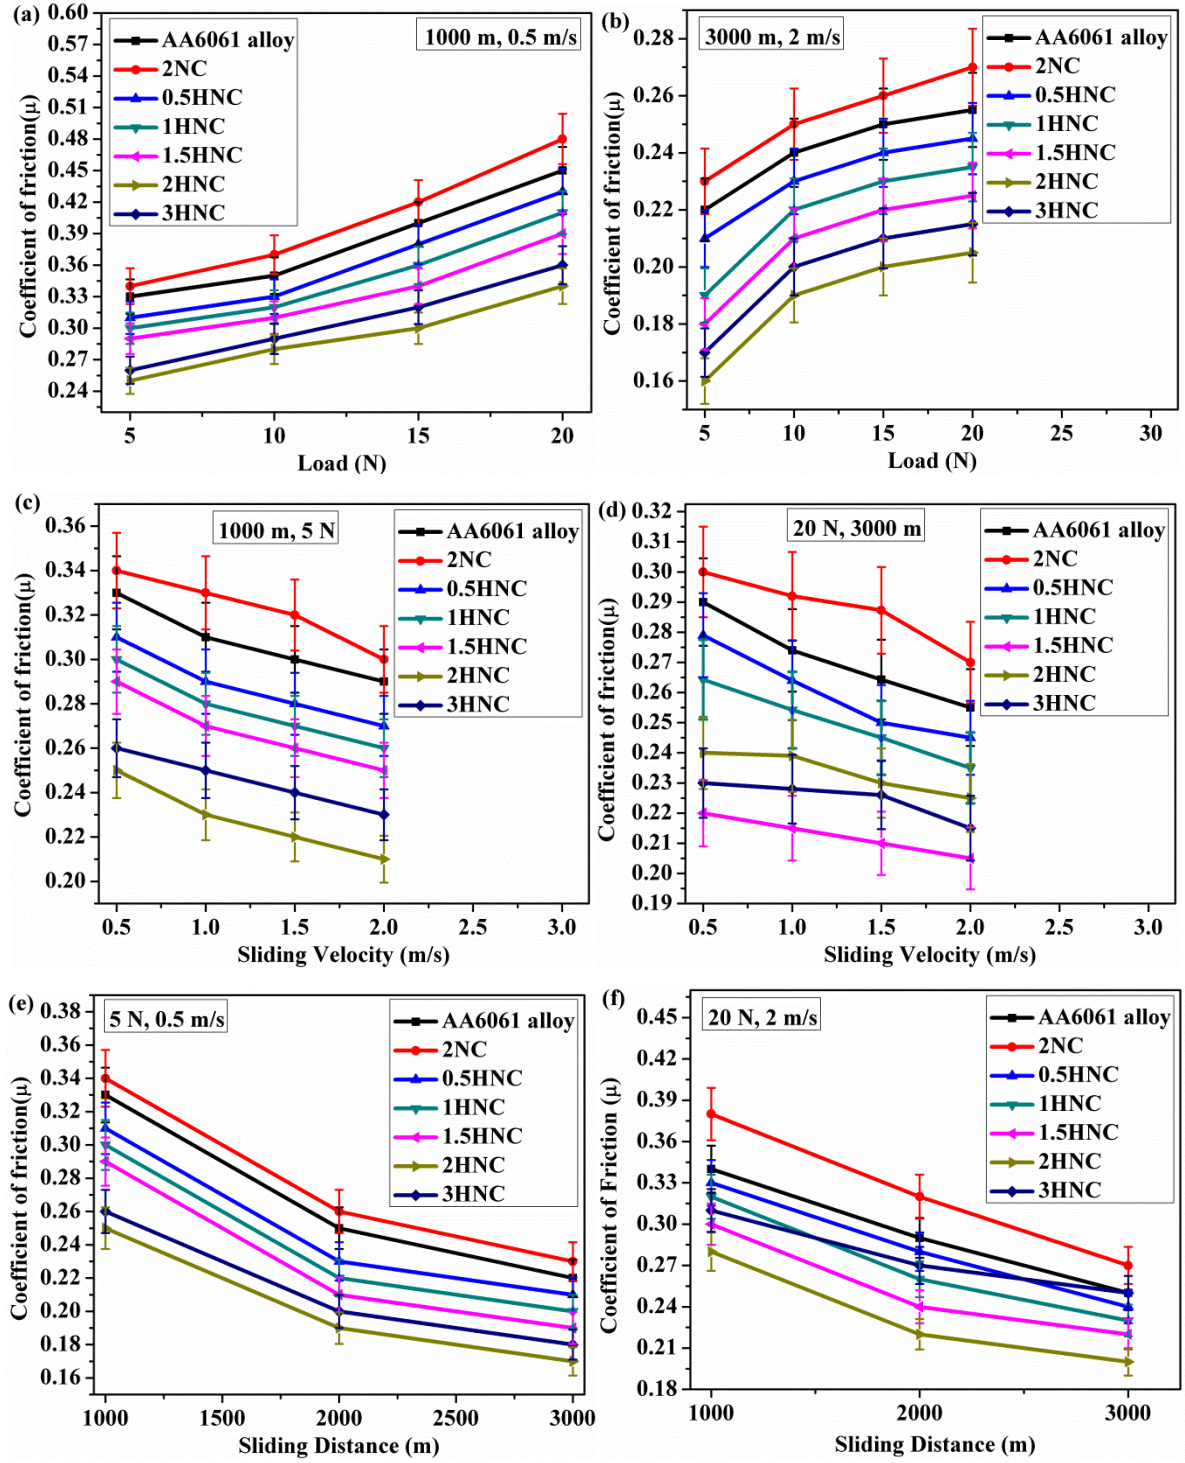 (a)
1000 m, 0.5 m/s
AA6061 alloy
2NC
0.5HNC
1HNC
1.5HNC
2HNC
3HNC
Coefficient of friction(μ)
0.60
0.57
0.54
0.51
0.48
0.45
0.42
0.39
0.36
0.33
0.30
0.27
0.24
5 10 15 20
Load (N)
(b)
3000 m, 2 m/s
AA6061 alloy
2NC
0.5HNC
1HNC
1.5HNC
2HNC
3HNC
Coefficient of friction(μ)
0.28
0.26
0.24
0.22
0.20
0.18
0.16
5 10 15 20 25 30
Load (N)
(c)
1000 m, 5 N
AA6061 alloy
2NC
0.5HNC
1HNC
1.5HNC
2HNC
3HNC
Coefficient of friction(μ)
0.36
0.34
0.32
0.30
0.28
0.26
0.24
0.22
0.20
0.5 1.0 1.5 2.0 2.5 3.0
Sliding Velocity (m/s)
(d)
20 N, 3000 m
AA6061 alloy
2NC
0.5HNC
1HNC
1.5HNC
2HNC
3HNC
Coefficient of friction(μ)
0.32
0.31
0.30
0.29
0.28
0.27
0.26
0.25
0.24
0.23
0.22
0.21
0.20
0.19
0.5 1.0 1.5 2.0 2.5 3.0
Sliding Velocity (m/s)
(e)
5 N, 0.5 m/s
AA6061 alloy
2NC
0.5HNC
1HNC
1.5HNC
2HNC
3HNC
Coefficient of friction(μ)
0.38
0.36
0.34
0.32
0.30
0.28
0.26
0.24
0.22
0.20
0.18
0.16
1000 1500 2000 2500 3000
Sliding Distance (m)
(f)
20 N, 2 m/s
AA6061 alloy
2NC
0.5HNC
1HNC
1.5HNC
2HNC
3HNC
Coefficient of Friction (μ)
0.45
0.42
0.39
0.36
0.33
0.30
0.27
0.24
0.21
0.18
1000 2000 3000
Sliding Distance (m)